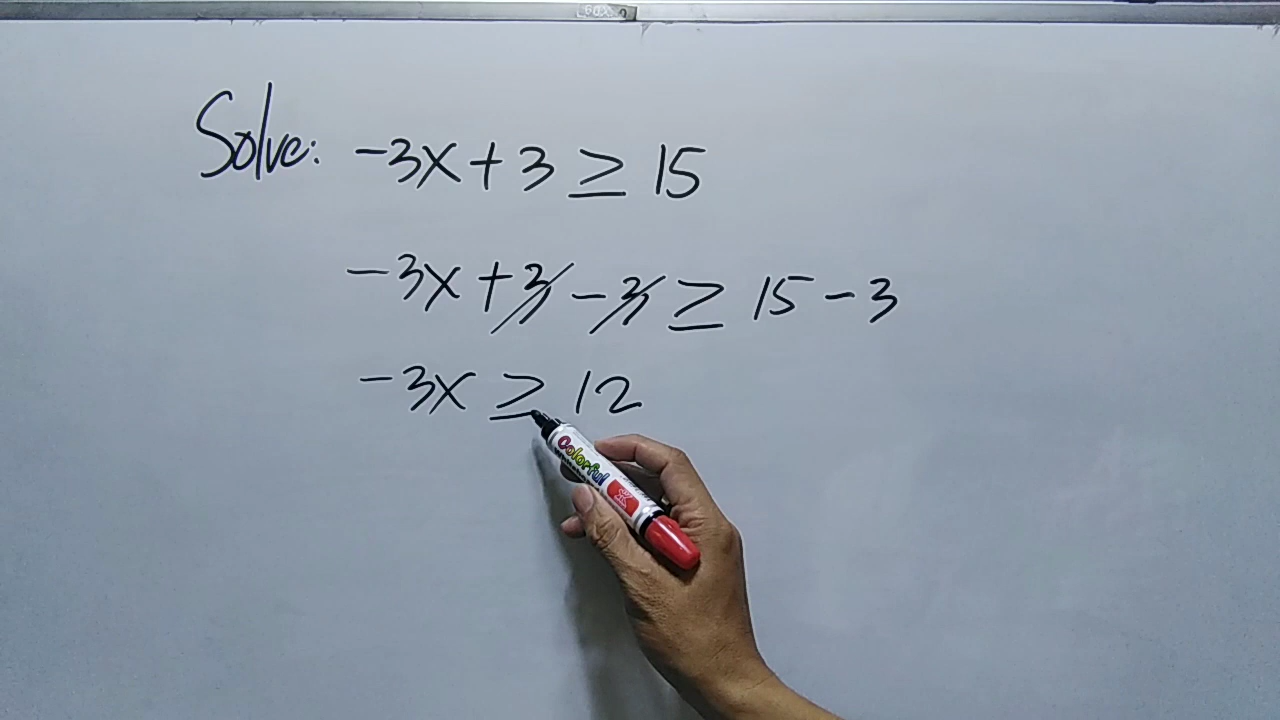 Solve: -3x + 3 ≥ 15
-3x + 3 - 3 ≥ 15 - 3
-3x ≥ 12
Colorful